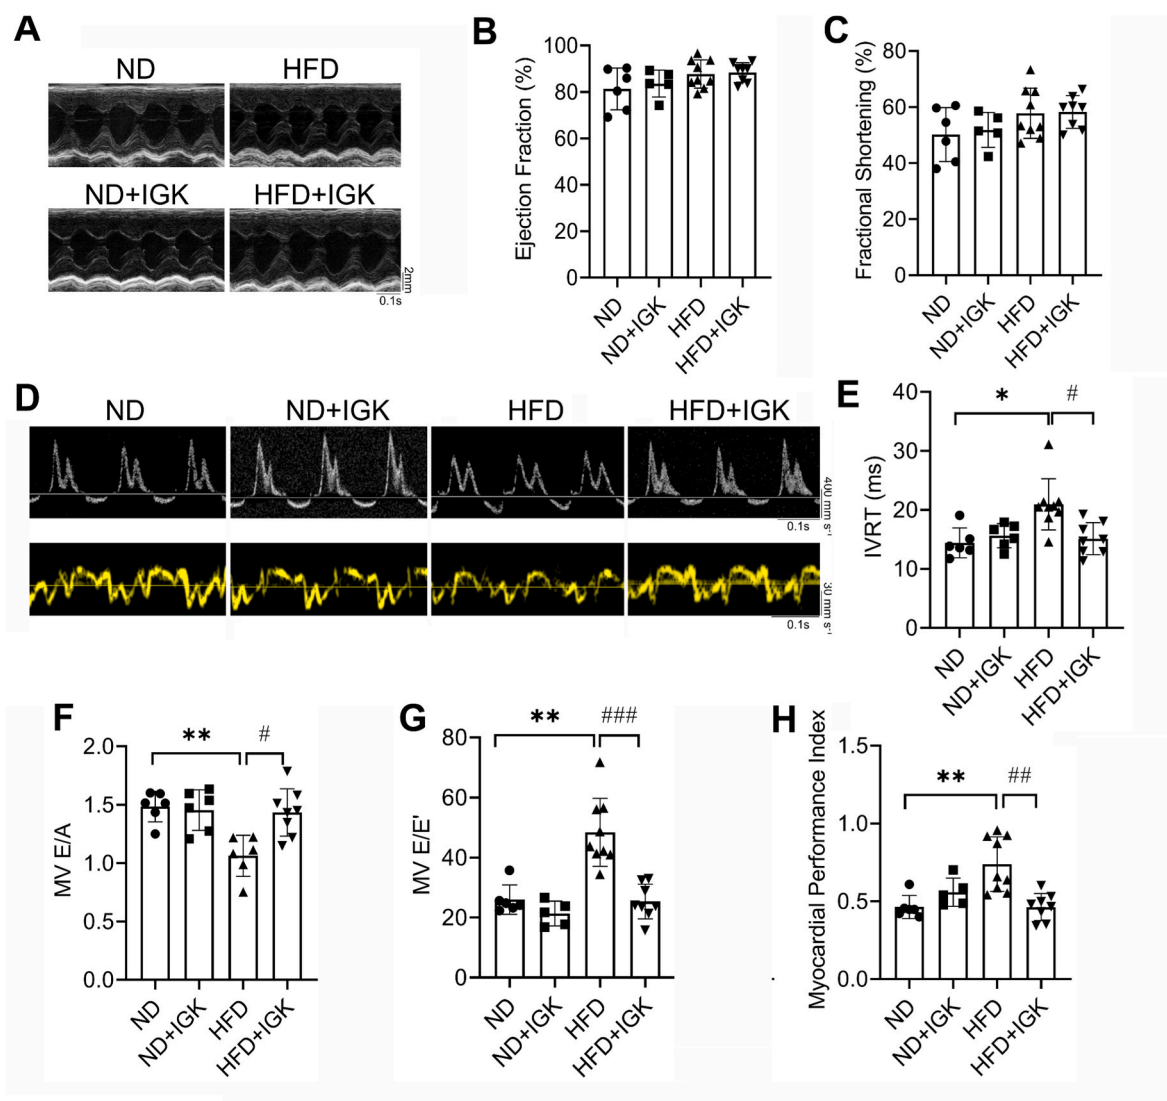 A
ND
HFD
ND+IGK
HFD+IGK
2mm
0.1s
B
Ejection Fraction (%)
100
80
60
40
20
0
ND
ND+IGK
HFD
HFD+IGK
C
Fractional Shortening (%)
80
60
40
20
0
ND
ND+IGK
HFD
HFD+IGK
D
ND
ND+IGK
HFD
HFD+IGK
400 mm s⁻¹
0.1s
30 mm s⁻¹
0.1s
E
IVRT (ms)
40
30
20
10
0
* #
ND
ND+IGK
HFD
HFD+IGK
F
MV E/A
2.0
1.5
1.0
0.5
0.0
** #
ND
ND+IGK
HFD
HFD+IGK
G
MV E/E'
80
60
40
20
0
** ###
ND
ND+IGK
HFD
HFD+IGK
H
Myocardial Performance Index
1.5
1.0
0.5
0.0
** ##
ND
ND+IGK
HFD
HFD+IGK